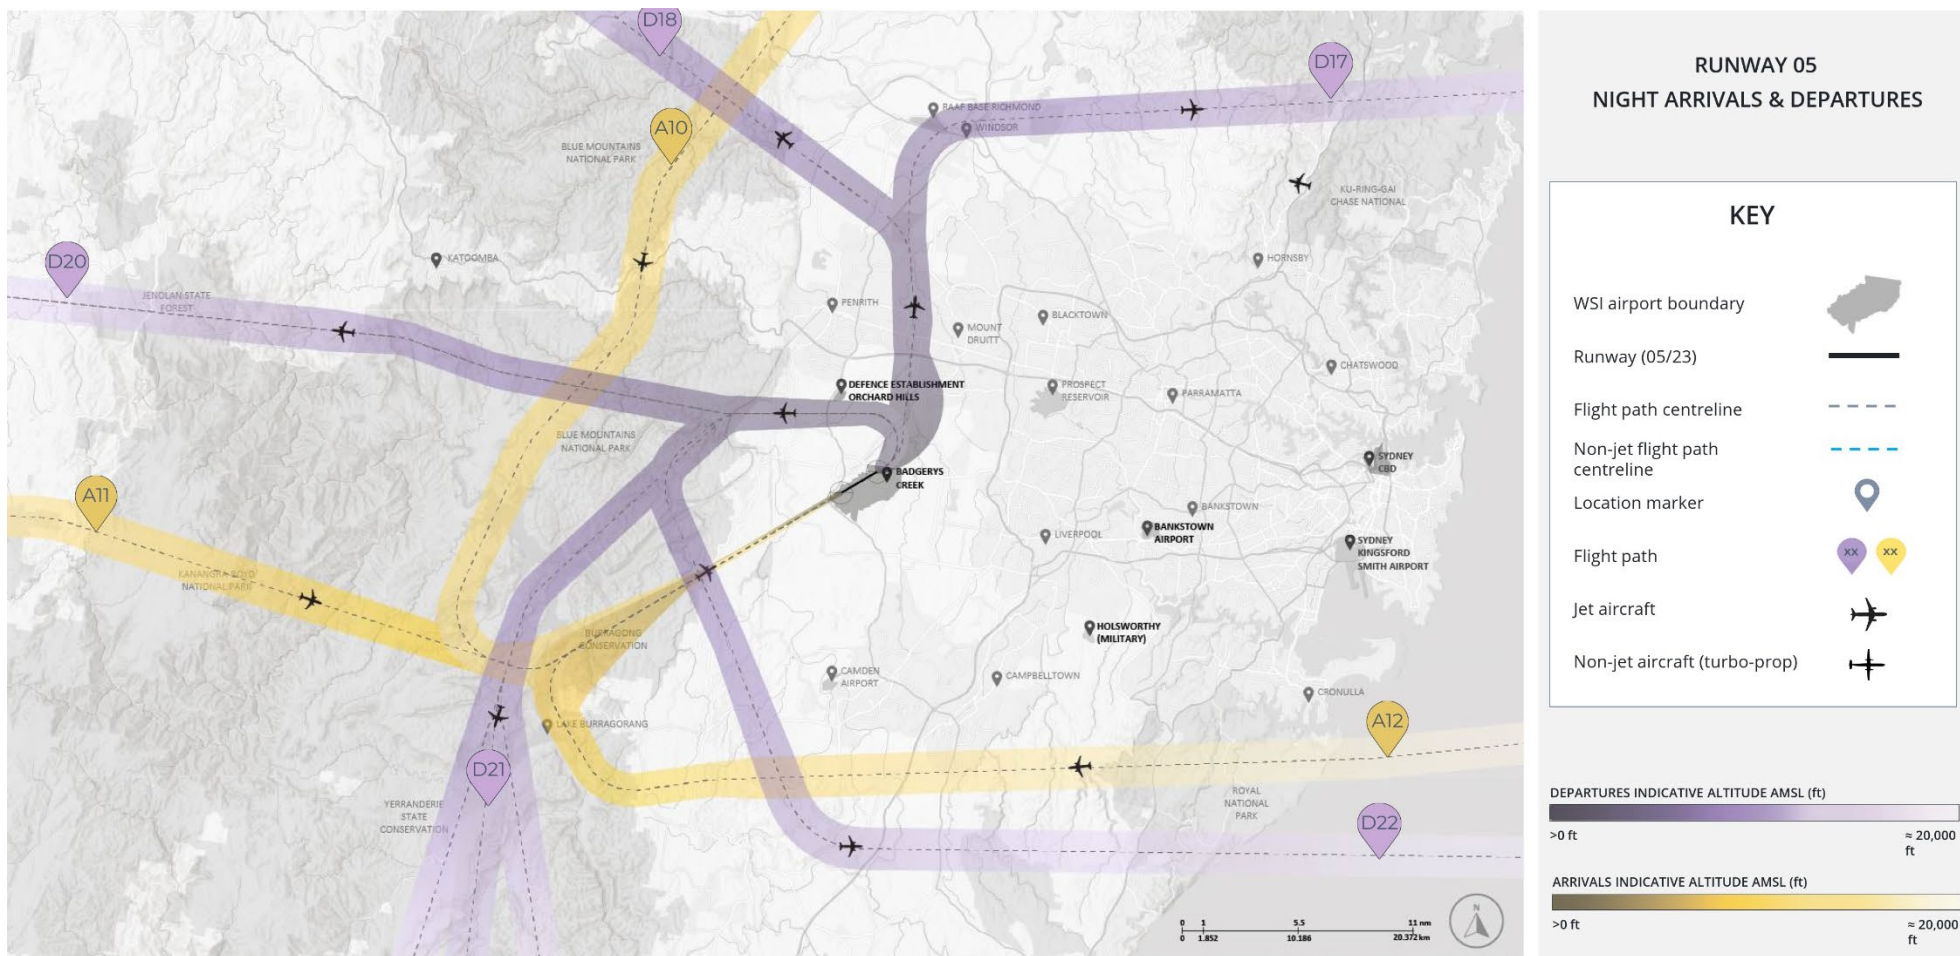 D18
D17
RAAF BASE RICHMOND
WINDSOR
A10
BLUE MOUNTAINS
NATIONAL PARK
KU-RING-GAI
CHASE NATIONAL
D20
KATOOMBA
HORNSBY
JENOLAN STATE
FOREST
PENRITH
MOUNT
DRUITT
BLACKTOWN
CHATSWOOD
DEFENCE ESTABLISHMENT
ORCHARD HILLS
PROSPECT
RESERVOIR
PARRAMATTA
BLUE MOUNTAINS
NATIONAL PARK
SYDNEY
CBD
A11
BADGERYS
CREEK
BANKSTOWN
BANKSTOWN
AIRPORT
LIVERPOOL
SYDNEY
KINGSFORD
SMITH AIRPORT
KANANGRA-BOYD
NATIONAL PARK
BURRAGONG
CONSERVATION
HOLSWORTHY
(MILITARY)
CAMDEN
AIRPORT
CAMPBELLTOWN
CRONULLA
LAKE BURRAGORANG
A12
D21
YERRANDERIE
STATE
CONSERVATION
ROYAL
NATIONAL
PARK
D22
0 1 5.5 11 nm
0 1.852 10.186 20.372 km
N
RUNWAY 05
NIGHT ARRIVALS & DEPARTURES
KEY
WSI airport boundary
Runway (05/23)
Flight path centreline
Non-jet flight path
centreline
Location marker
Flight path
XX XX
Jet aircraft
Non-jet aircraft (turbo-prop)
DEPARTURES INDICATIVE ALTITUDE AMSL (ft)
>0 ft ≈ 20,000
ft
ARRIVALS INDICATIVE ALTITUDE AMSL (ft)
>0 ft ≈ 20,000
ft